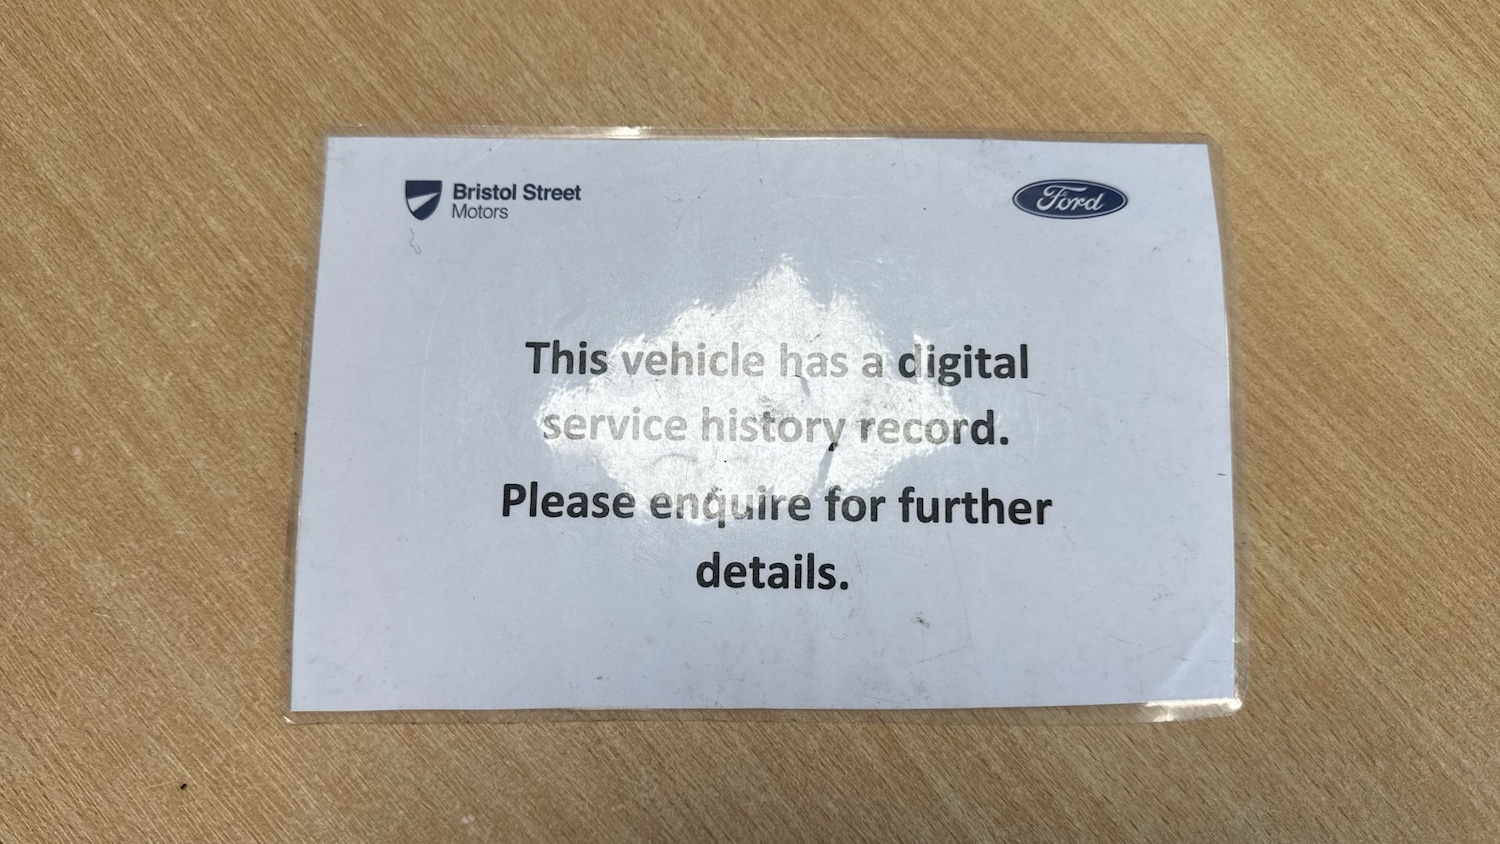 Bristol Street
Motors
Ford
This vehicle has a digital
service history record.
Please enquire for further
details.